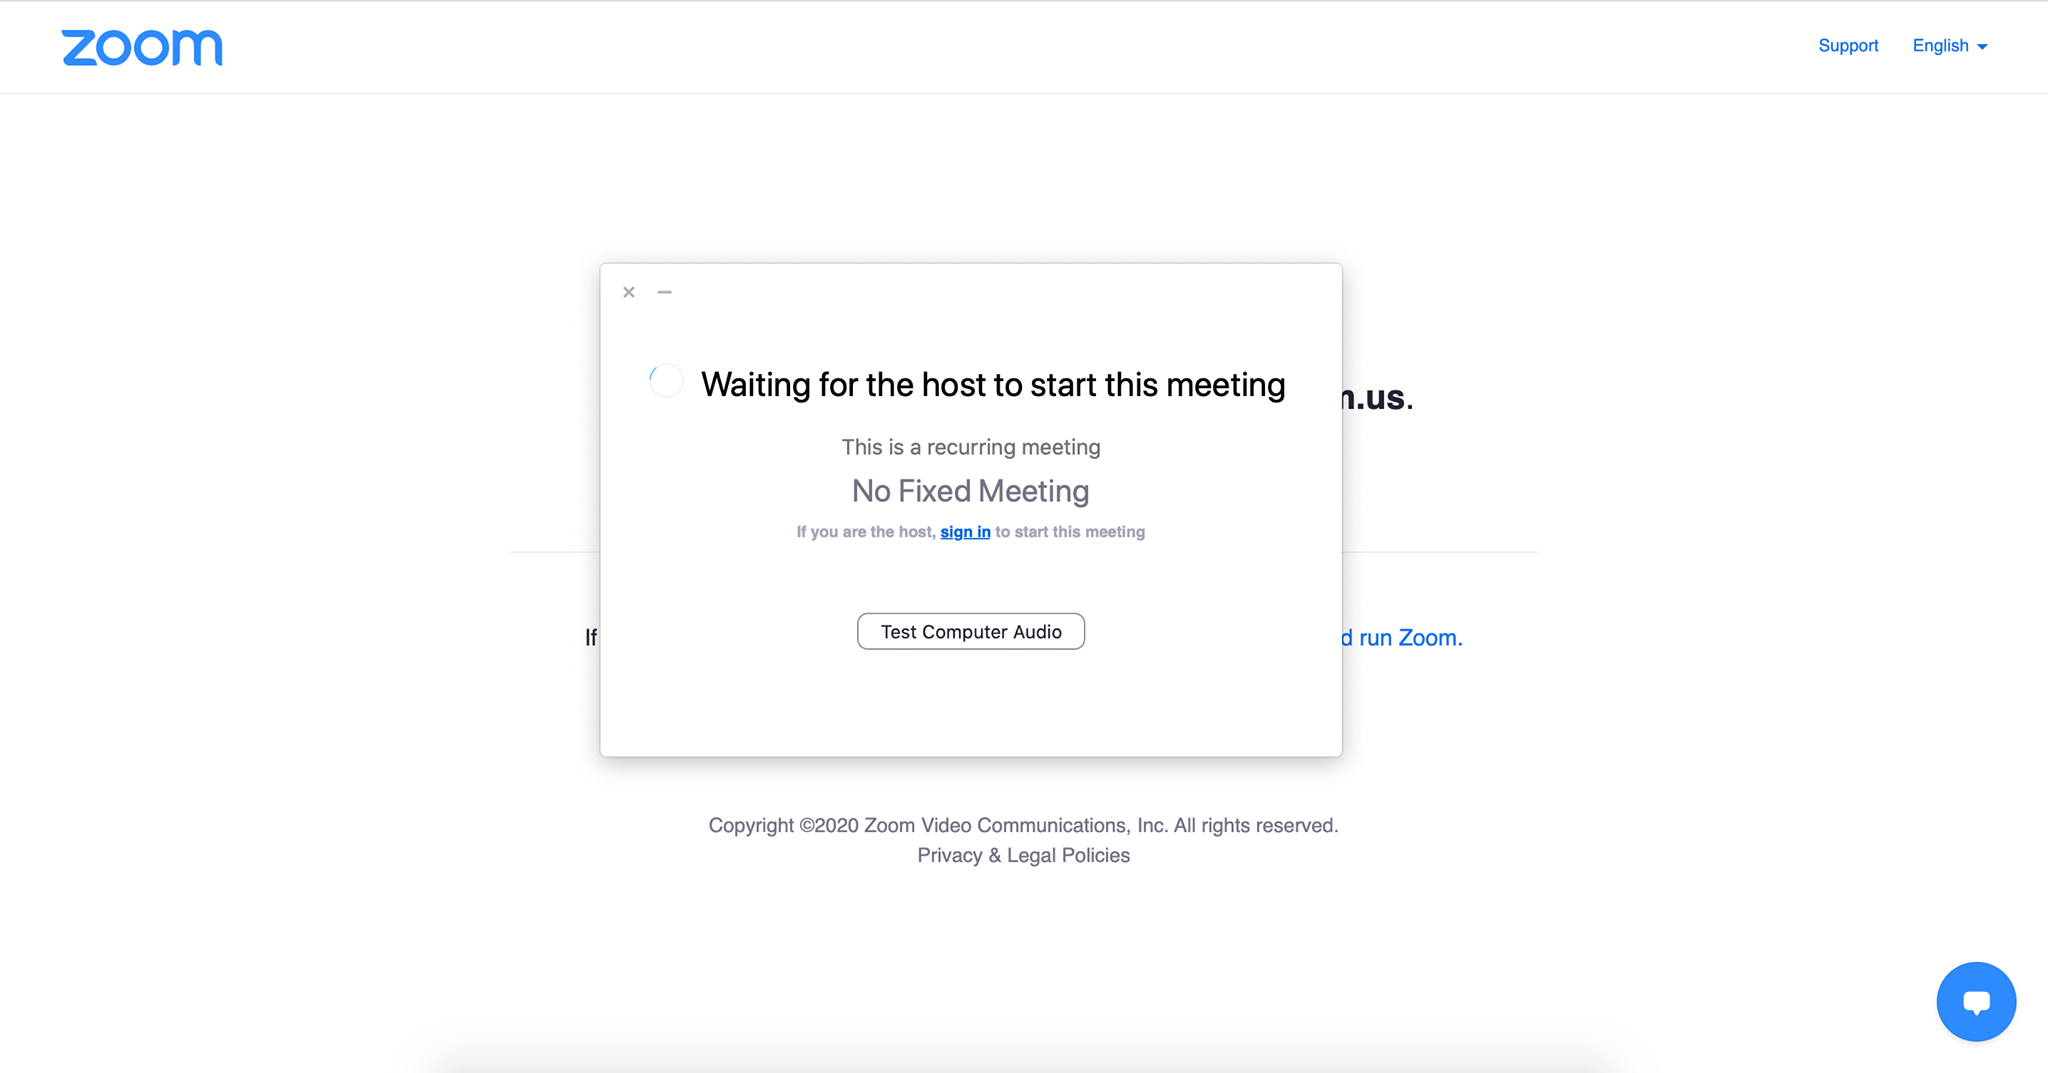 zoom
Support
English
Waiting for the host to start this meeting
.us.
This is a recurring meeting
No Fixed Meeting
If you are the host, sign in to start this meeting
If
Test Computer Audio
d run Zoom.
Copyright ©2020 Zoom Video Communications, Inc. All rights reserved.
Privacy & Legal Policies